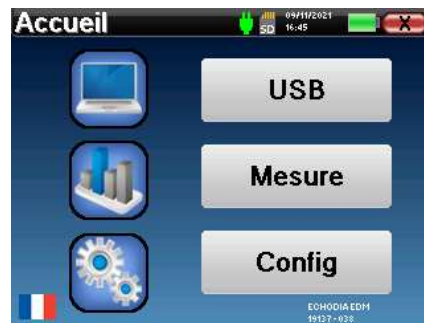 Accueil
SD
09/11/2021
16:45
X
USB
Mesure
Config
ECHODIA EDM
19137-038